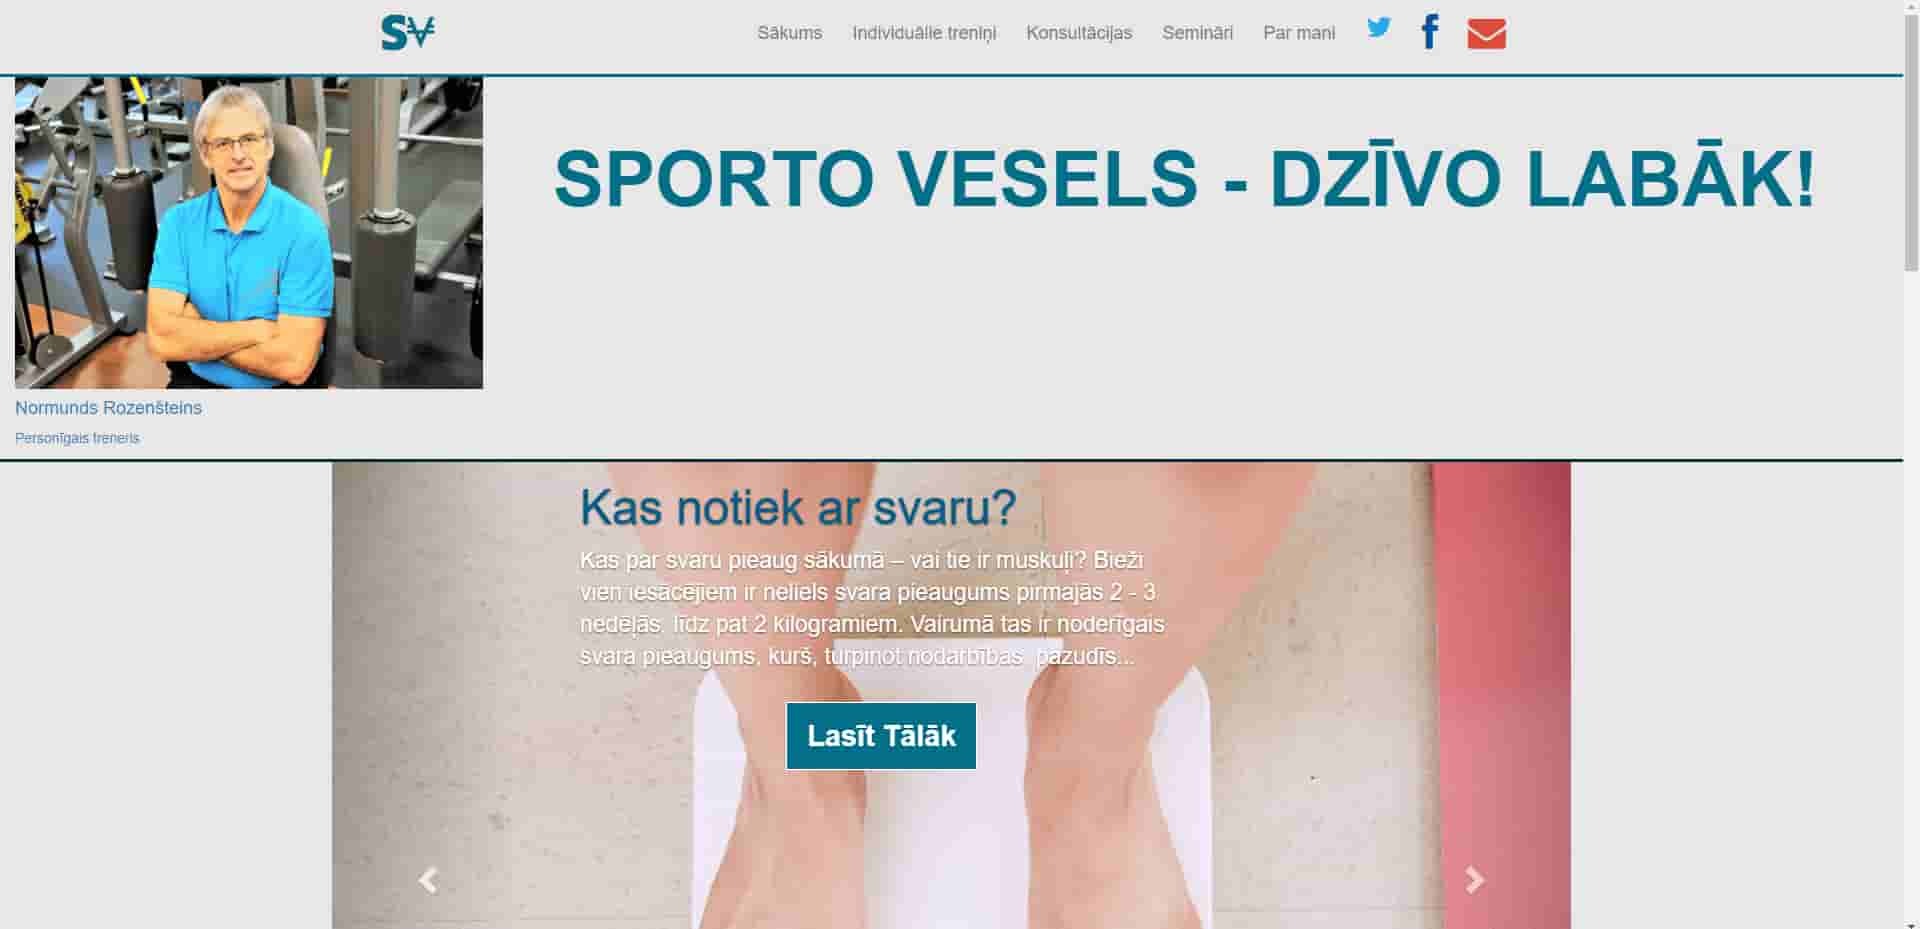 SV
Sākums Individuālie treniņi Konsultācijas Semināri Par mani
SPORTO VESELS - DZĪVO LABĀK!
Normunds Rozenšteins
Personīgais treneris
Kas notiek ar svaru?
Kas par svaru pieaug sākumā – vai tie ir muskuļi? Bieži
vien iesācējiem ir neliels svara pieaugums pirmajās 2 - 3
nedēļās, līdz pat 2 kilogramiem. Vairumā tas ir noderīgais
svara pieaugums, kurš, turpinot nodarbības, pazudīs...
Lasīt Tālāk